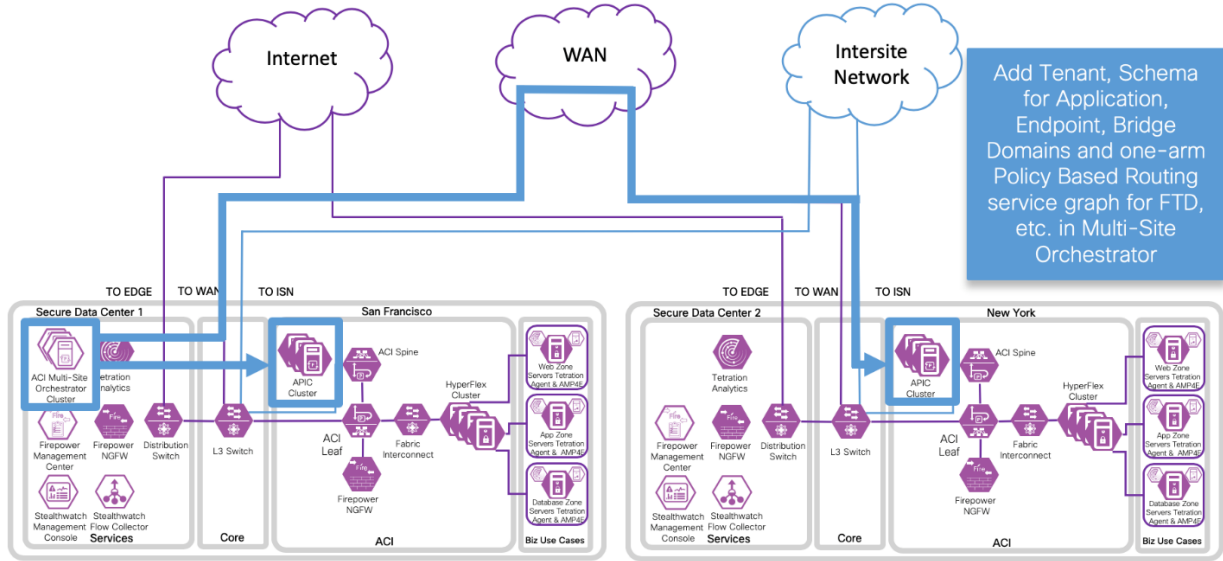 Internet
WAN
Intersite
Network
Add Tenant, Schema
for Application,
Endpoint, Bridge
Domains and one-arm
Policy Based Routing
service graph for FTD,
etc. in Multi-Site
Orchestrator
TO EDGE
TO WAN
TO ISN
Secure Data Center 1
San Francisco
ACI Multi-Site
Orchestrator
Cluster
Tetration
Analytics
APIC
Cluster
ACI Spine
Web Zone
Servers Tetration
Agent & AMP4E
HyperFlex
Cluster
Firepower
Management
Center
Firepower
NGFW
Distribution
Switch
L3 Switch
ACI
Leaf
Fabric
Interconnect
App Zone
Servers Tetration
Agent & AMP4E
Firepower
NGFW
Stealthwatch
Management
Console
Stealthwatch
Flow Collector
Database Zone
Servers Tetration
Agent & AMP4E
Services
Core
ACI
Biz Use Cases
TO EDGE
TO WAN
TO ISN
Secure Data Center 2
New York
Tetration
Analytics
APIC
Cluster
ACI Spine
Web Zone
Servers Tetration
Agent & AMP4E
HyperFlex
Cluster
Firepower
Management
Center
Firepower
NGFW
Distribution
Switch
L3 Switch
ACI
Leaf
Fabric
Interconnect
App Zone
Servers Tetration
Agent & AMP4E
Firepower
NGFW
Stealthwatch
Management
Console
Stealthwatch
Flow Collector
Database Zone
Servers Tetration
Agent & AMP4E
Services
Core
ACI
Biz Use Cases